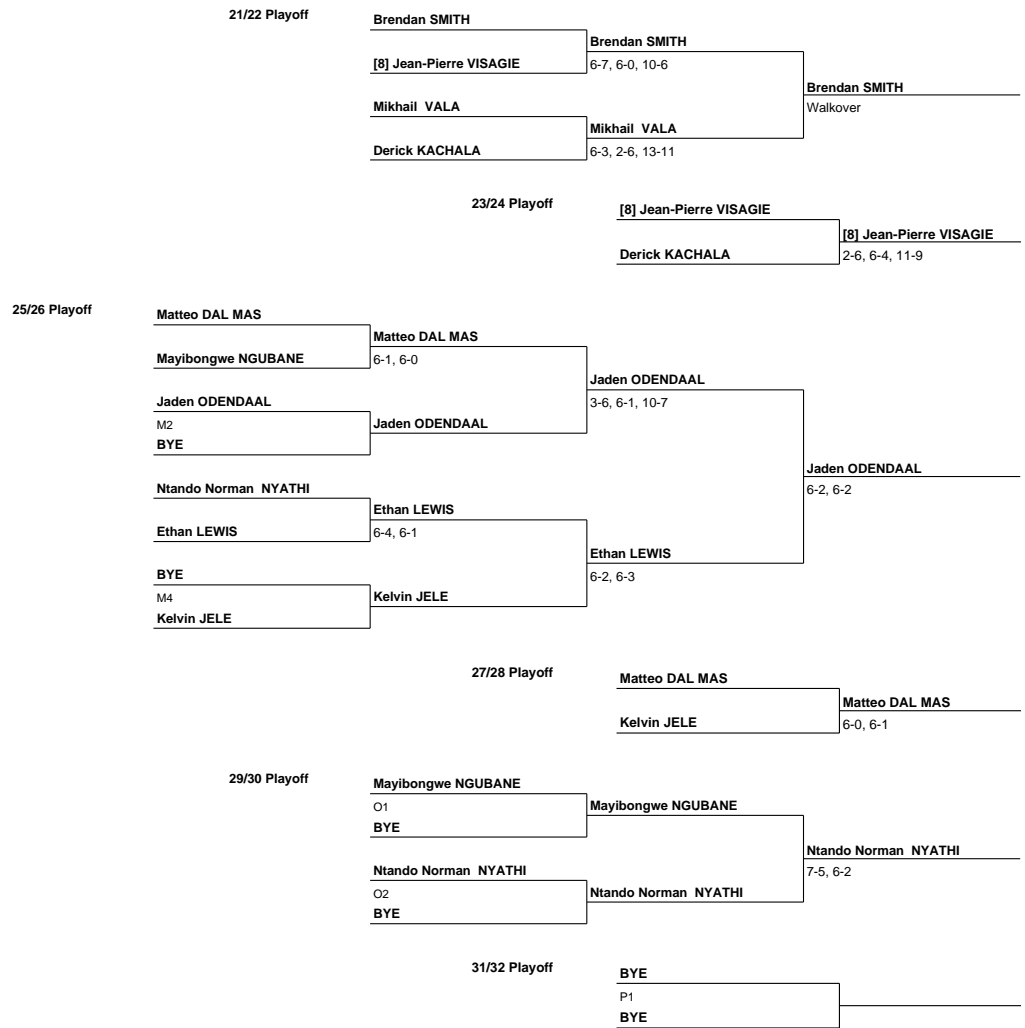 21/22 Playoff
Brendan SMITH
Brendan SMITH
[8] Jean-Pierre VISAGIE
6-7, 6-0, 10-6
Brendan SMITH
Mikhail VALA
Walkover
Mikhail VALA
Derick KACHALA
6-3, 2-6, 13-11
23/24 Playoff
[8] Jean-Pierre VISAGIE
[8] Jean-Pierre VISAGIE
Derick KACHALA
2-6, 6-4, 11-9
25/26 Playoff
Matteo DAL MAS
Matteo DAL MAS
Mayibongwe NGUBANE
6-1, 6-0
Jaden ODENDAAL
Jaden ODENDAAL
3-6, 6-1, 10-7
M2
Jaden ODENDAAL
BYE
Jaden ODENDAAL
Ntando Norman NYATHI
6-2, 6-2
Ethan LEWIS
Ethan LEWIS
6-4, 6-1
Ethan LEWIS
BYE
6-2, 6-3
M4
Kelvin JELE
Kelvin JELE
27/28 Playoff
Matteo DAL MAS
Matteo DAL MAS
Kelvin JELE
6-0, 6-1
29/30 Playoff
Mayibongwe NGUBANE
O1
Mayibongwe NGUBANE
BYE
Ntando Norman NYATHI
Ntando Norman NYATHI
7-5, 6-2
O2
Ntando Norman NYATHI
BYE
31/32 Playoff
BYE
P1
BYE